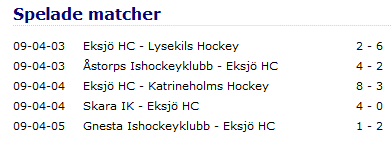 Spelade matcher
09-04-03 Eksjö HC - Lysekils Hockey 2 - 6
09-04-03 Åstorps Ishockeyklubb - Eksjö HC 4 - 2
09-04-04 Eksjö HC - Katrineholms Hockey 8 - 3
09-04-04 Skara IK - Eksjö HC 4 - 0
09-04-05 Gnesta Ishockeyklubb - Eksjö HC 1 - 2